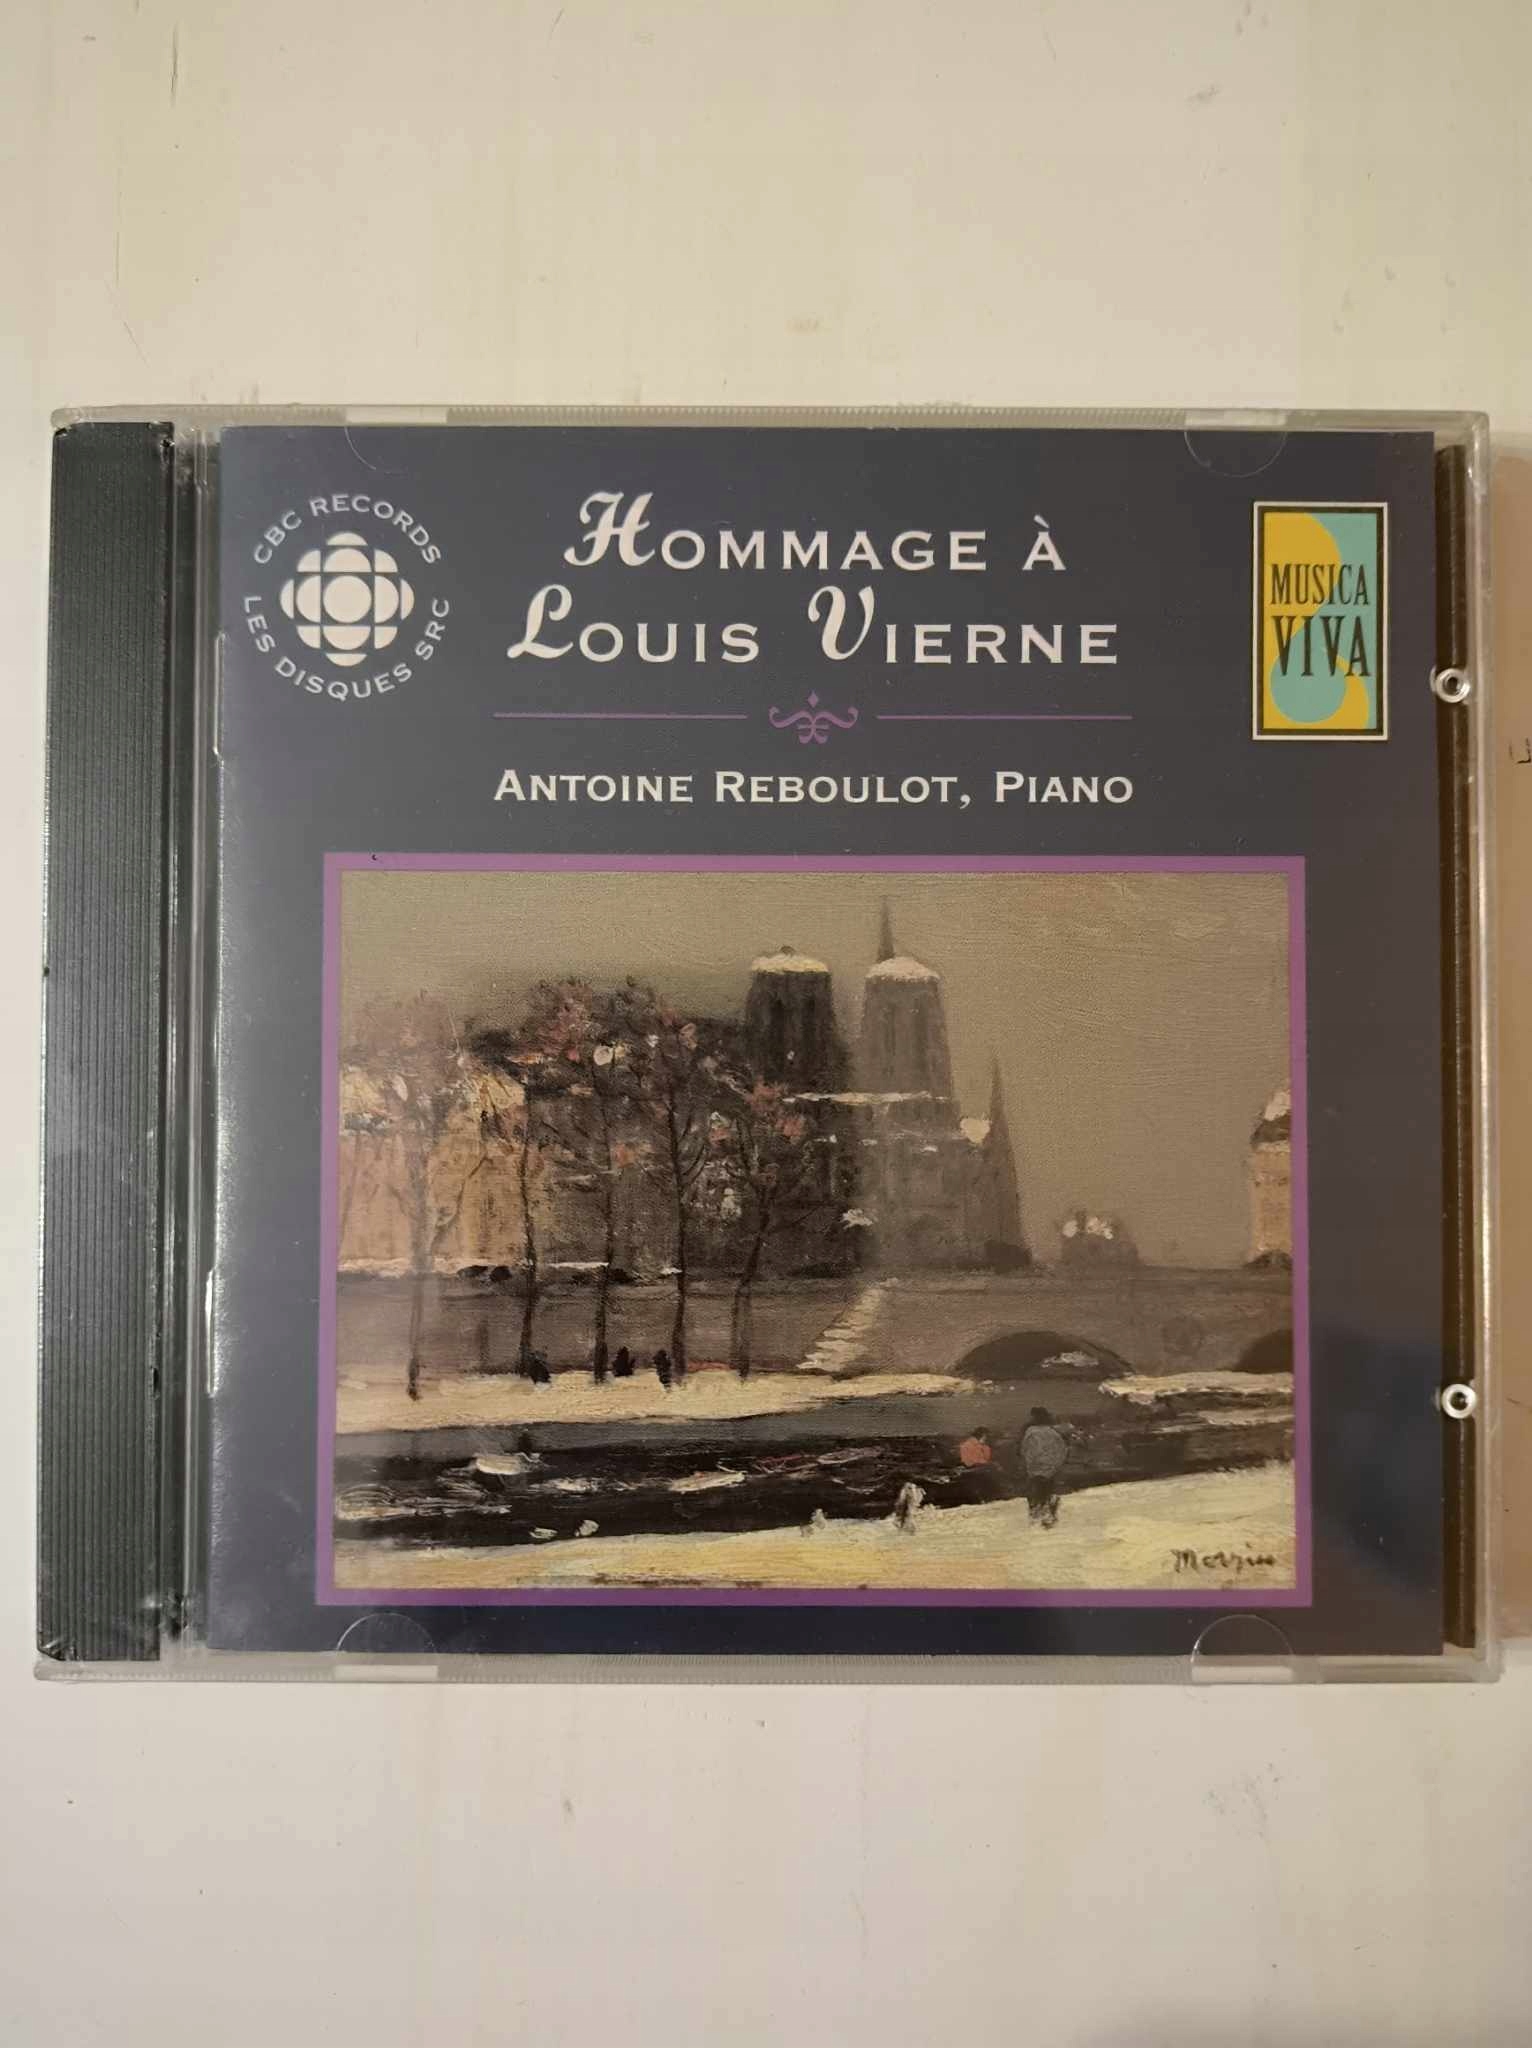 CBC RECORDS
LES DISQUES SRC
HOMMAGE À
LOUIS VIERNE
MUSICA
VIVA
ANTOINE REBOULOT, PIANO